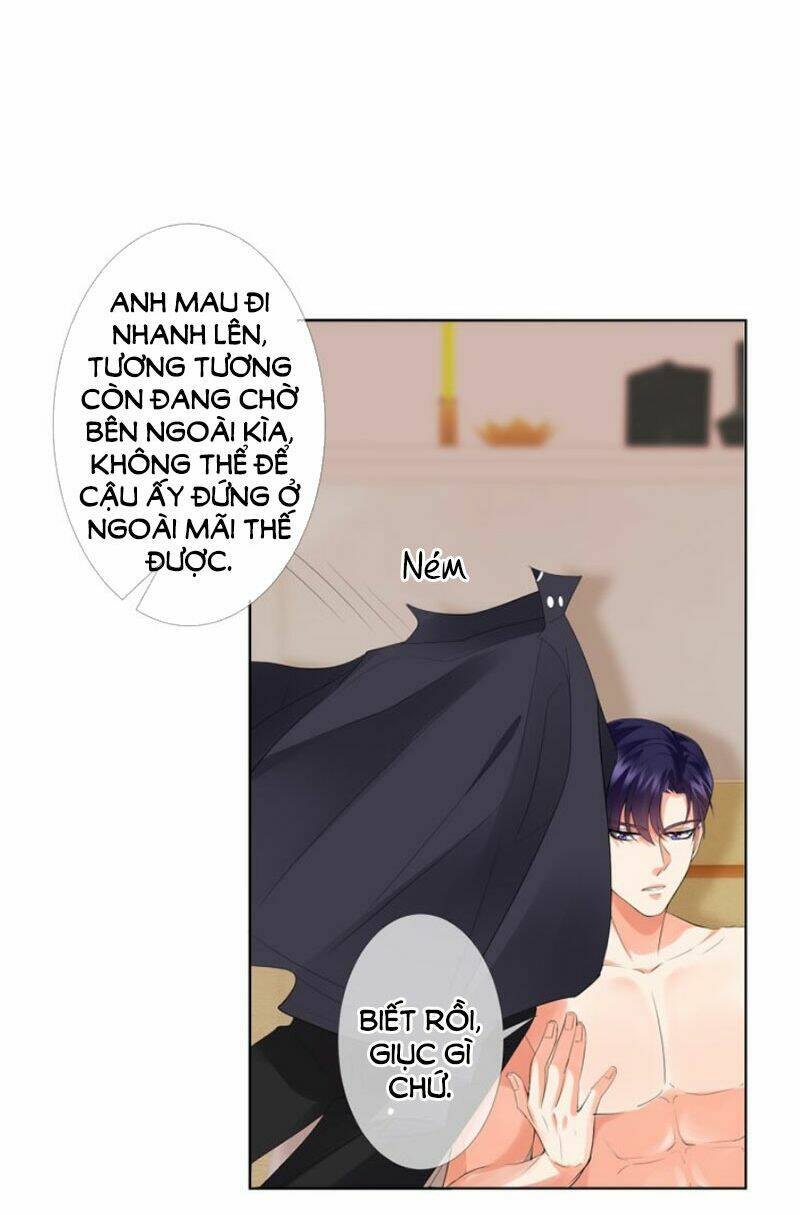 ANH MAU ĐI
NHANH LÊN,
TƯƠNG TƯƠNG
CÒN ĐANG CHỜ
BÊN NGOÀI KÌA,
KHÔNG THỂ ĐỂ
CẬU ẤY ĐỨNG Ở
NGOÀI MÃI THẾ
ĐƯỢC.
Ném
BIẾT RỒI,
GIỤC GÌ
CHỨ.